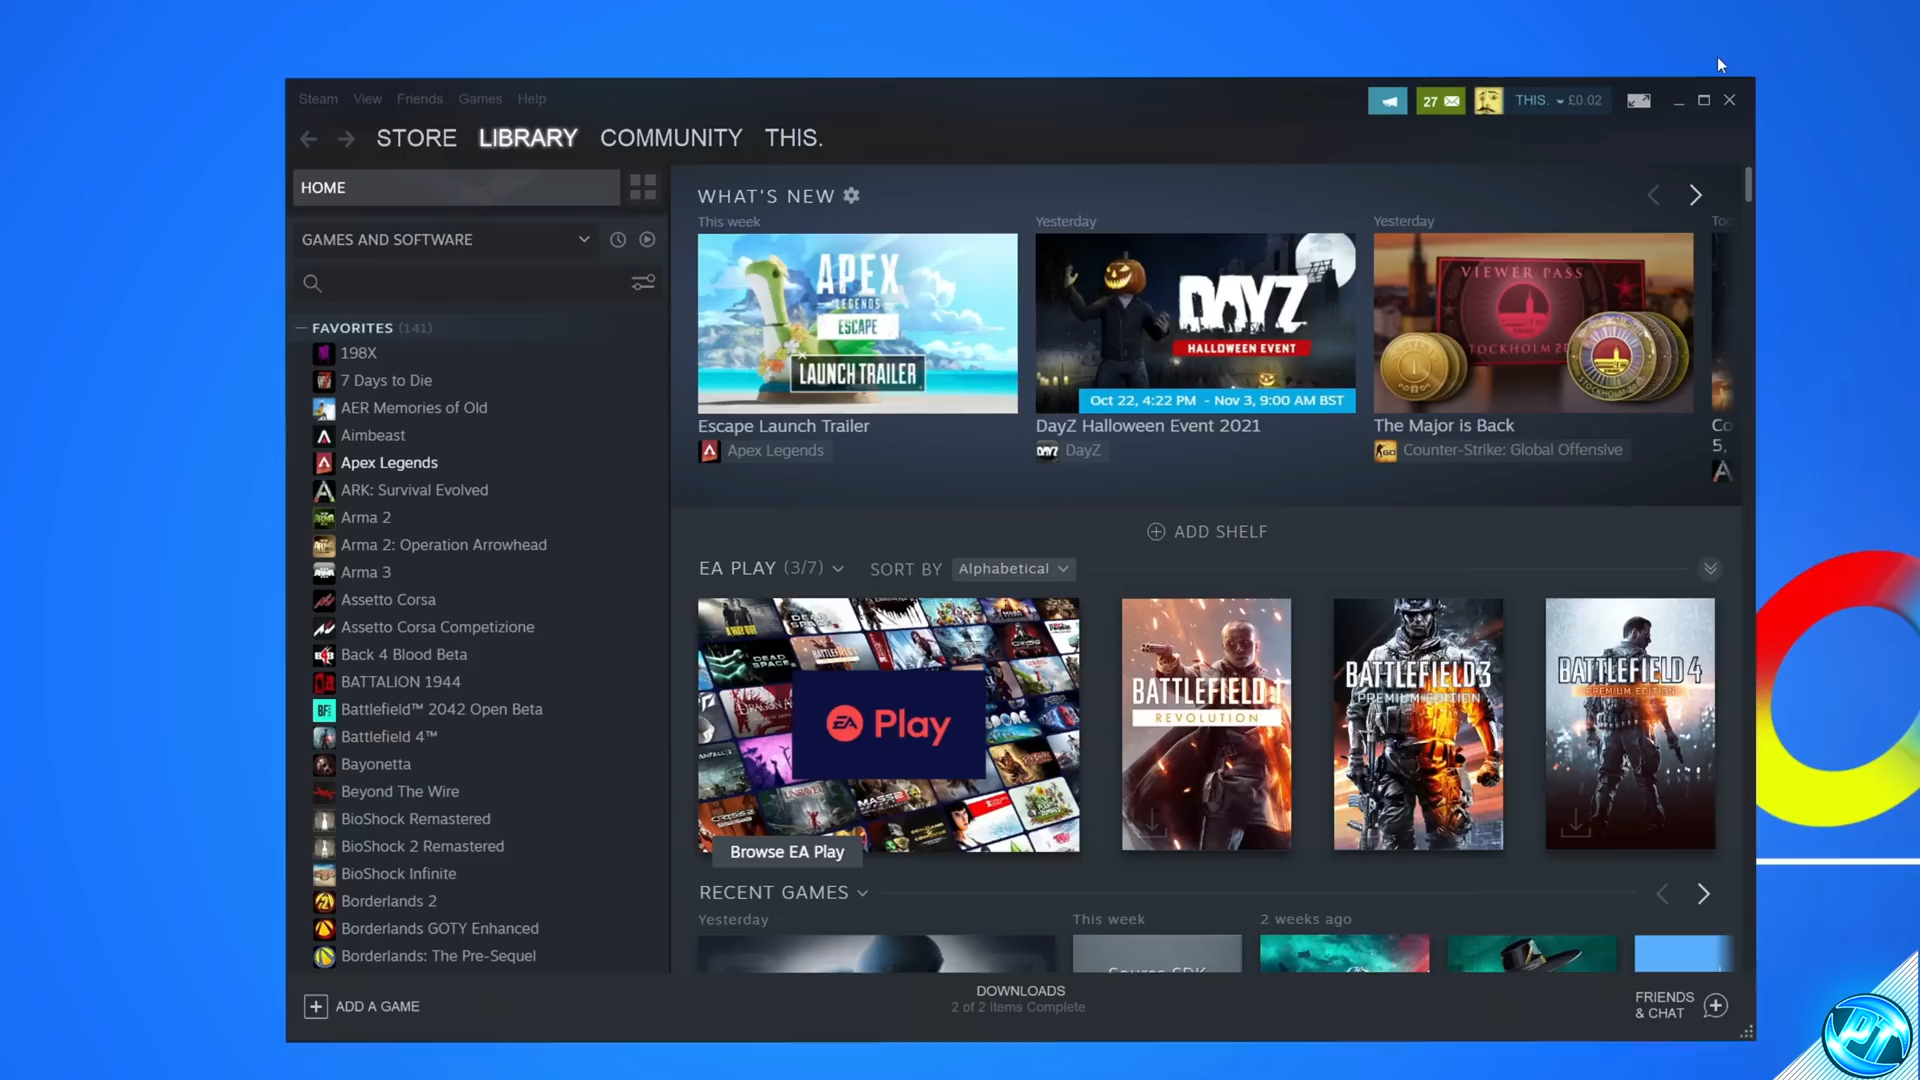 Steam View Friends Games Help
27 THIS. £0.02
STORE LIBRARY COMMUNITY THIS.
HOME
GAMES AND SOFTWARE
FAVORITES (141)
198X
7 Days to Die
AER Memories of Old
Aimbeast
Apex Legends
ARK: Survival Evolved
Arma 2
Arma 2: Operation Arrowhead
Arma 3
Assetto Corsa
Assetto Corsa Competizione
Back 4 Blood Beta
BATTALION 1944
Battlefield™ 2042 Open Beta
Battlefield 4™
Bayonetta
Beyond The Wire
BioShock Remastered
BioShock 2 Remastered
BioShock Infinite
Borderlands 2
Borderlands GOTY Enhanced
Borderlands: The Pre-Sequel
ADD A GAME
WHAT'S NEW
This week
APEX
LEGENDS
ESCAPE
LAUNCH TRAILER
Escape Launch Trailer
Apex Legends
Yesterday
DAYZ
HALLOWEEN EVENT
Oct 22, 4:22 PM - Nov 3, 9:00 AM BST
DayZ Halloween Event 2021
DayZ
Yesterday
VIEWER PASS
The Major is Back
Counter-Strike: Global Offensive
Co
5,
ADD SHELF
EA PLAY (3/7) SORT BY Alphabetical
EA Play
Browse EA Play
BATTLEFIELD 1
REVOLUTION
BATTLEFIELD 3
PREMIUM EDITION
BATTLEFIELD 4
PREMIUM EDITION
RECENT GAMES
Yesterday
This week
2 weeks ago
DOWNLOADS
2 of 2 Items Complete
FRIENDS
& CHAT
PT